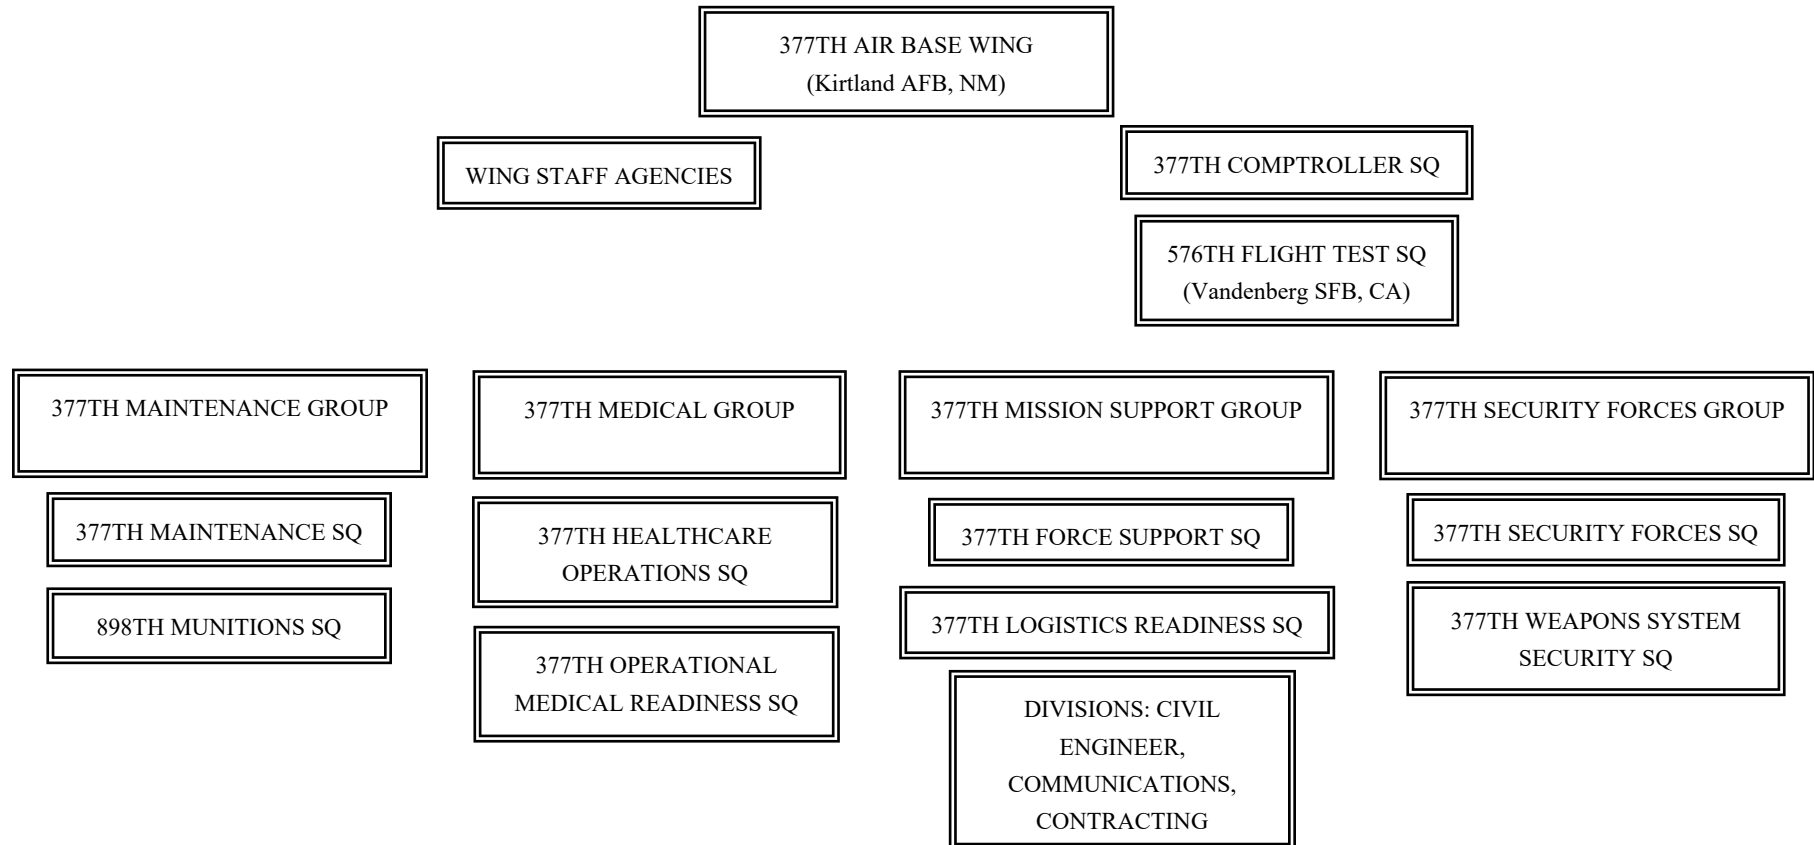 377TH AIR BASE WING
(Kirtland AFB, NM)
WING STAFF AGENCIES
377TH COMPTROLLER SQ
576TH FLIGHT TEST SQ
(Vandenberg SFB, CA)
377TH MAINTENANCE GROUP
377TH MAINTENANCE SQ
898TH MUNITIONS SQ
377TH MEDICAL GROUP
377TH HEALTHCARE
OPERATIONS SQ
377TH OPERATIONAL
MEDICAL READINESS SQ
377TH MISSION SUPPORT GROUP
377TH FORCE SUPPORT SQ
377TH LOGISTICS READINESS SQ
DIVISIONS: CIVIL
ENGINEER,
COMMUNICATIONS,
CONTRACTING
377TH SECURITY FORCES GROUP
377TH SECURITY FORCES SQ
377TH WEAPONS SYSTEM
SECURITY SQ